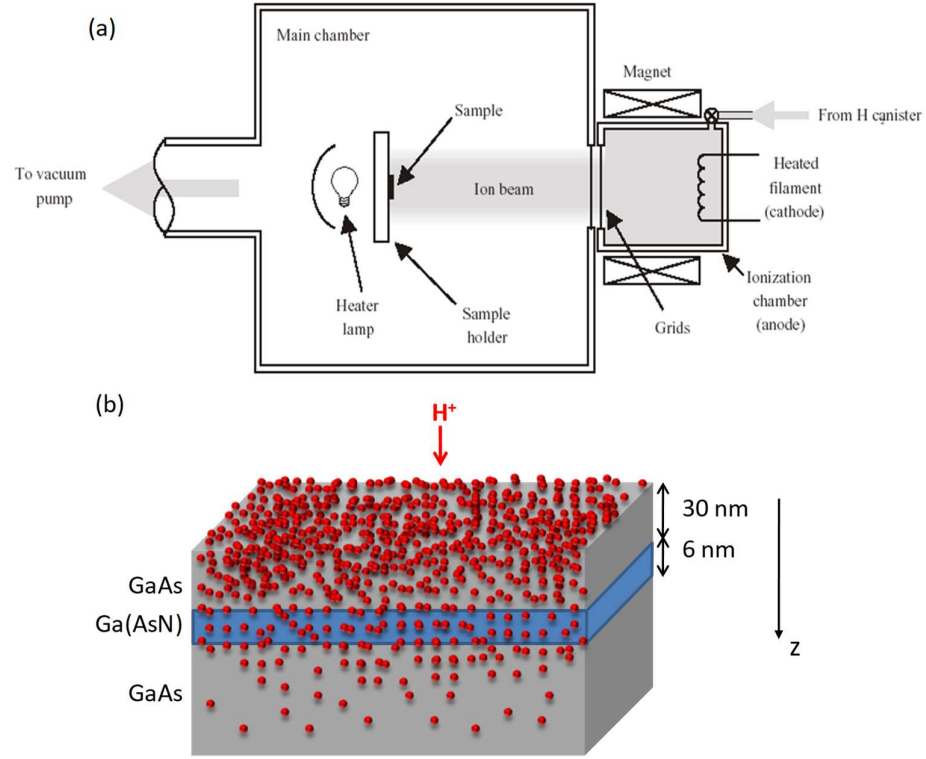 (a)
Main chamber
Magnet
Sample
From H canister
To vacuum
pump
Ion beam
Heated
filament
(cathode)
Heater
lamp
Sample
holder
Grids
Ionization
chamber
(anode)
(b)
H⁺
30 nm
6 nm
GaAs
Ga(AsN)
GaAs
z